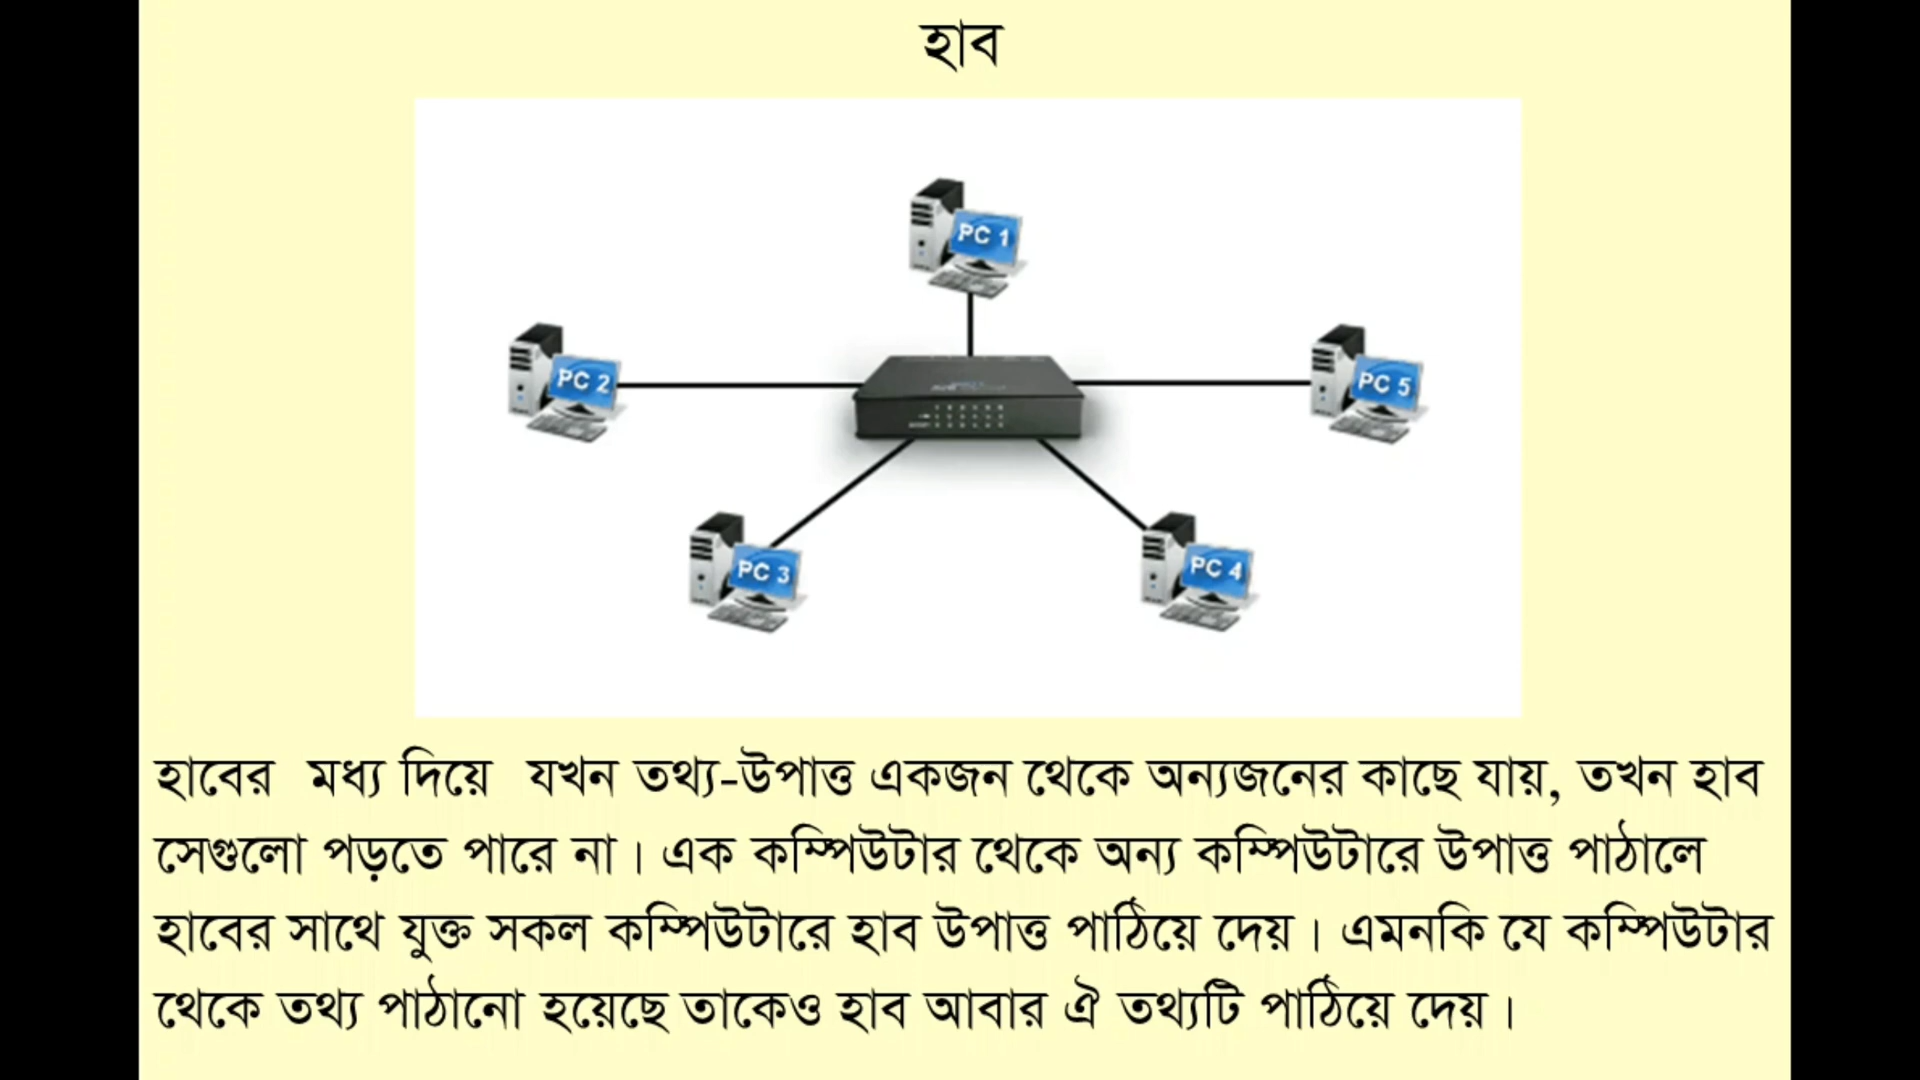 হাব
PC 1
PC 2
PC 5
PC 3
PC 4
হাবের মধ্য দিয়ে যখন তথ্য-উপাত্ত একজন থেকে অন্যজনের কাছে যায়, তখন হাব
সেগুলো পড়তে পারে না। এক কম্পিউটার থেকে অন্য কম্পিউটারে উপাত্ত পাঠালে
হাবের সাথে যুক্ত সকল কম্পিউটারে হাব উপাত্ত পাঠিয়ে দেয়। এমনকি যে কম্পিউটার
থেকে তথ্য পাঠানো হয়েছে তাকেও হাব আবার ঐ তথ্যটি পাঠিয়ে দেয়।